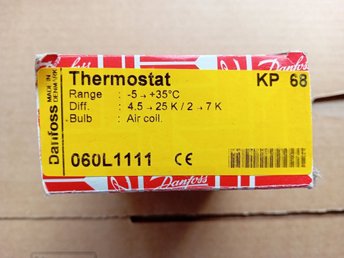 Danfoss
MADE IN
DENMARK
Thermostat KP 68
Range : -5→+35°C
Diff. : 4,5→25 K / 2→7 K
Bulb : Air coil.
060L1111 CE
Danfoss